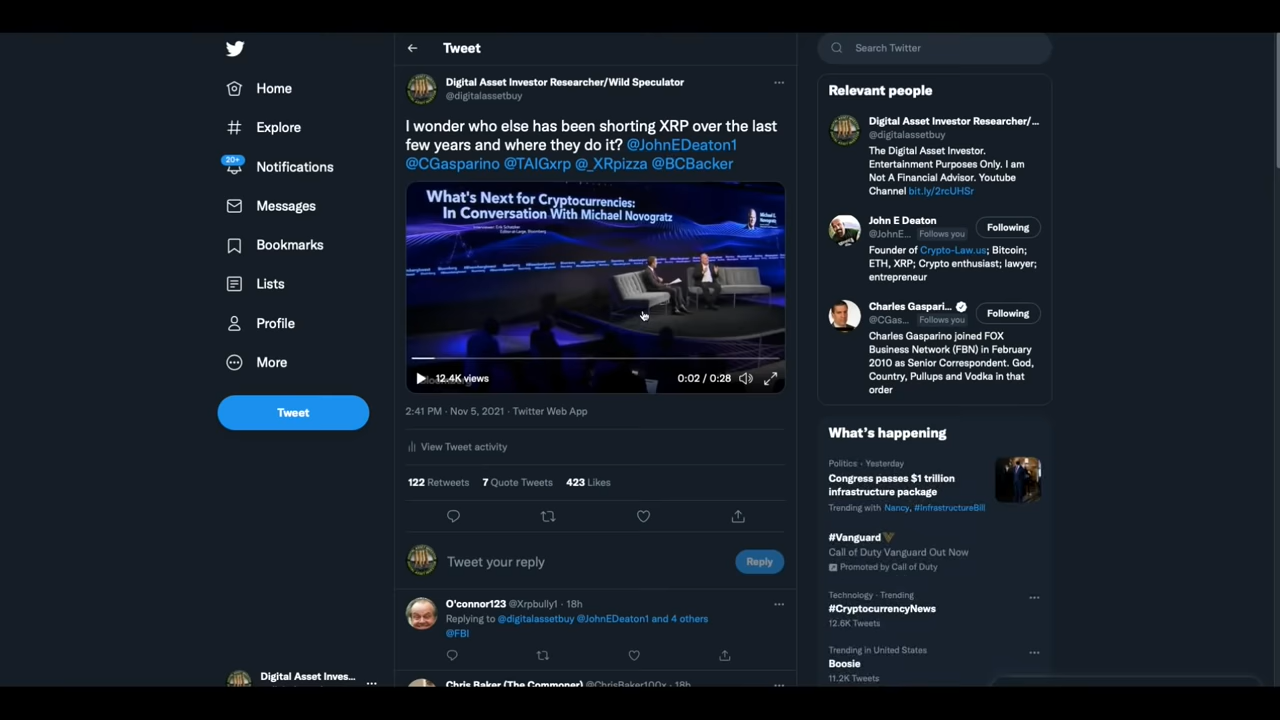 Home
Explore
20+
Notifications
Messages
Bookmarks
Lists
Profile
More
Tweet
Digital Asset Inves...
Tweet
Digital Asset Investor Researcher/Wild Speculator
@digitalassetbuy
I wonder who else has been shorting XRP over the last
few years and where they do it? @JohnEDeaton1
@CGasparino @TAIGxrp @_XRpizza @BCBacker
What's Next for Cryptocurrencies:
In Conversation With Michael Novogratz
12.4K views
0:02 / 0:28
2:41 PM · Nov 5, 2021 · Twitter Web App
View Tweet activity
122 Retweets 7 Quote Tweets 423 Likes
Tweet your reply
Reply
O'connor123 @Xrpbully1 · 18h
Replying to @digitalassetbuy @JohnEDeaton1 and 4 others
@FBI
Chris Baker (The Commoner) @ChrisBaker100x · 18h
Search Twitter
Relevant people
Digital Asset Investor Researcher/...
@digitalassetbuy
The Digital Asset Investor.
Entertainment Purposes Only. I am
Not A Financial Advisor. Youtube
Channel bit.ly/2rcUHSr
John E Deaton
@JohnE... Follows you
Following
Founder of Crypto-Law.us; Bitcoin;
ETH, XRP; Crypto enthusiast; lawyer;
entrepreneur
Charles Gaspari...
@CGas... Follows you
Following
Charles Gasparino joined FOX
Business Network (FBN) in February
2010 as Senior Correspondent. God,
Country, Pullups and Vodka in that
order
What's happening
Politics · Yesterday
Congress passes $1 trillion
infrastructure package
Trending with Nancy, #InfrastructureBill
#Vanguard
Call of Duty Vanguard Out Now
Promoted by Call of Duty
Technology · Trending
#CryptocurrencyNews
12.6K Tweets
Trending in United States
Boosie
11.2K Tweets